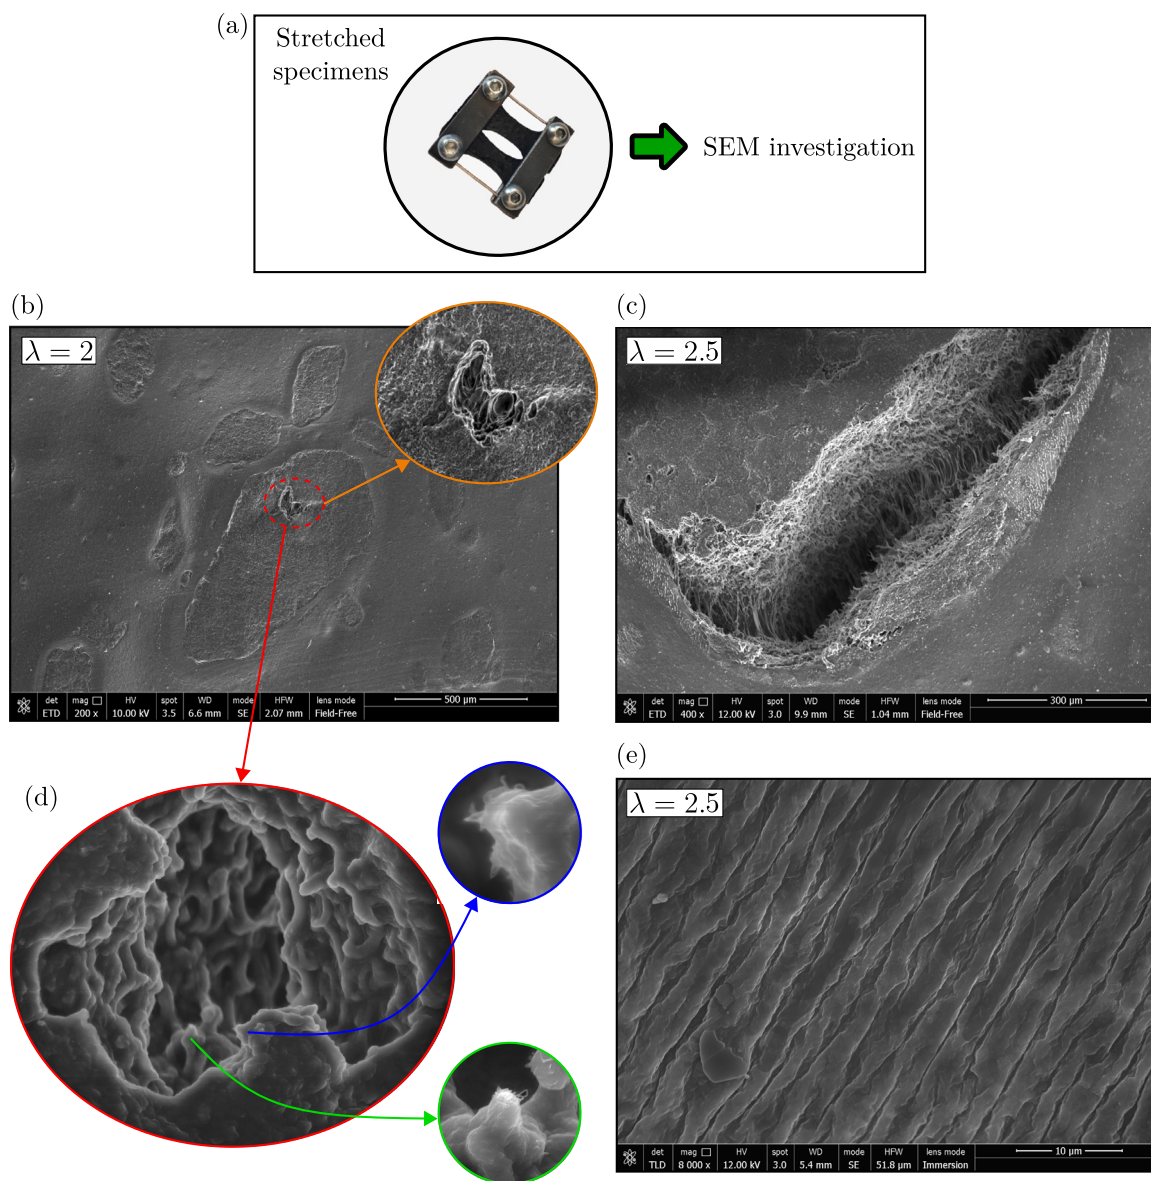 (a)
Stretched
specimens
SEM investigation
(b)
λ = 2
det mag □ HV spot WD mode HFW lens mode 500 µm
ETD 200 x 10.00 kV 3.5 6.6 mm SE 2.07 mm Field-Free
(c)
λ = 2.5
det mag □ HV spot WD mode HFW lens mode 300 µm
ETD 400 x 12.00 kV 3.0 9.9 mm SE 1.04 mm Field-Free
(d)
(e)
λ = 2.5
det mag □ HV spot WD mode HFW lens mode 10 µm
TLD 8 000 x 12.00 kV 3.0 5.4 mm SE 51.8 µm Immersion